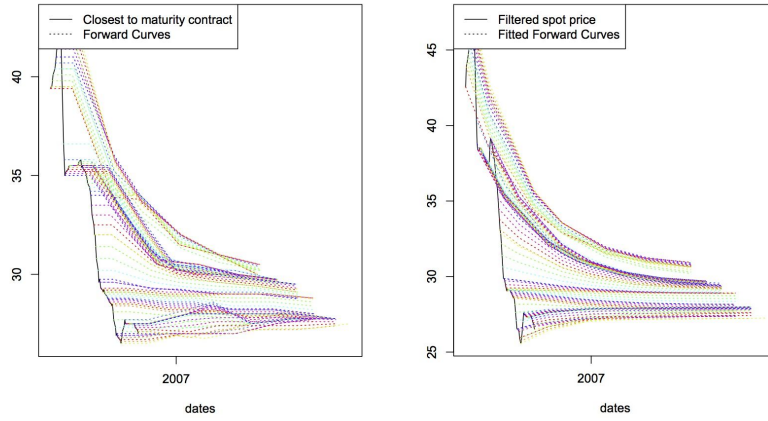 Closest to maturity contract
Forward Curves
40
35
30
2007
dates
Filtered spot price
Fitted Forward Curves
45
40
35
30
25
2007
dates